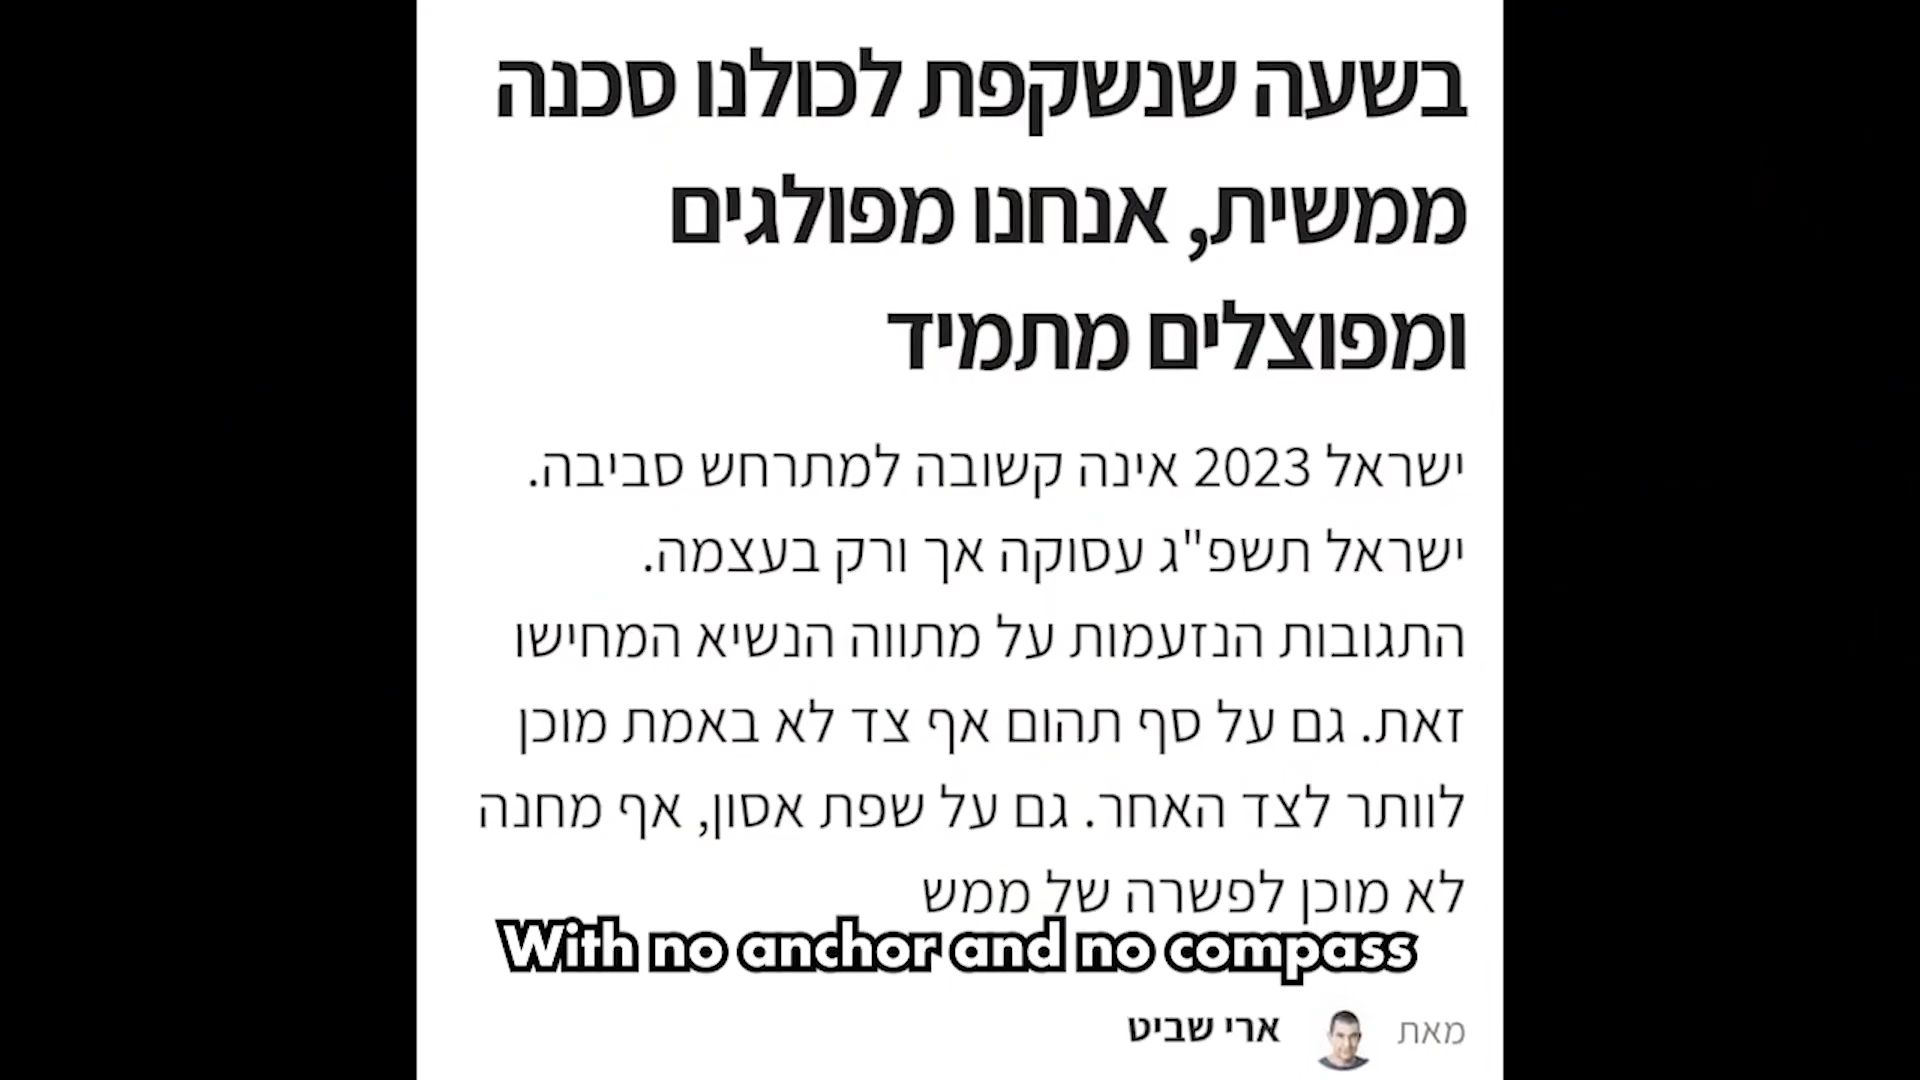 בשעה שנשקפת לכולנו סכנה
ממשית, אנחנו מפולגים
ומפוצלים מתמיד
ישראל 2023 אינה קשובה למתרחש סביבה.
ישראל תשפ"ג עסוקה אך ורק בעצמה.
התגובות הנזעמות על מתווה הנשיא המחישו
זאת. גם על סף תהום אף צד לא באמת מוכן
לוותר לצד האחר. גם על שפת אסון, אף מחנה
לא מוכן לפשרה של ממש
With no anchor and no compass
מאת ארי שביט